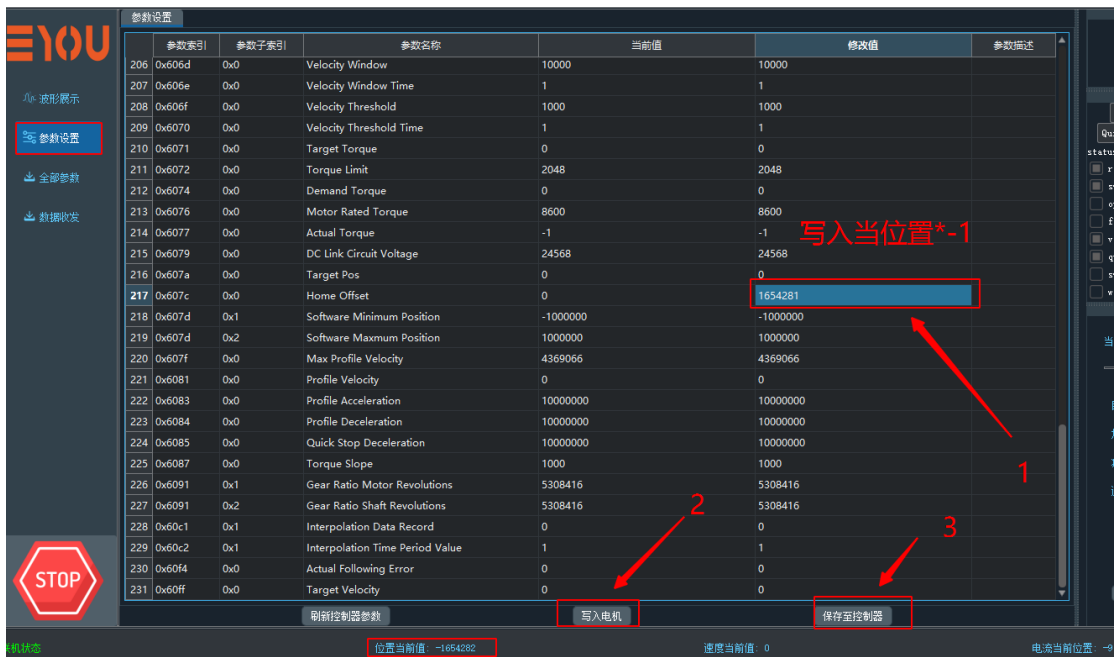 参数设置
EYOU
波形展示
参数设置
全部参数
数据收发
STOP
参数索引 参数子索引 参数名称 当前值 修改值 参数描述
206 0x606d 0x0 Velocity Window 10000 10000
207 0x606e 0x0 Velocity Window Time 1 1
208 0x606f 0x0 Velocity Threshold 1000 1000
209 0x6070 0x0 Velocity Threshold Time 1 1
210 0x6071 0x0 Target Torque 0 0
211 0x6072 0x0 Torque Limit 2048 2048
212 0x6074 0x0 Demand Torque 0 0
213 0x6076 0x0 Motor Rated Torque 8600 8600
214 0x6077 0x0 Actual Torque -1 -1
写入当位置*-1
215 0x6079 0x0 DC Link Circuit Voltage 24568 24568
216 0x607a 0x0 Target Pos 0 0
217 0x607c 0x0 Home Offset 0 1654281
218 0x607d 0x1 Software Minimum Position -1000000 -1000000
219 0x607d 0x2 Software Maxmum Position 1000000 1000000
220 0x607f 0x0 Max Profile Velocity 4369066 4369066
221 0x6081 0x0 Profile Velocity 0 0
222 0x6083 0x0 Profile Acceleration 10000000 10000000
223 0x6084 0x0 Profile Deceleration 10000000 10000000
224 0x6085 0x0 Quick Stop Deceleration 10000000 10000000
225 0x6087 0x0 Torque Slope 1000 1000
1
226 0x6091 0x1 Gear Ratio Motor Revolutions 5308416 5308416
227 0x6091 0x2 Gear Ratio Shaft Revolutions 5308416 5308416
2
228 0x60c1 0x1 Interpolation Data Record 0 0
3
229 0x60c2 0x1 Interpolation Time Period Value 1 1
230 0x60f4 0x0 Actual Following Error 0 0
231 0x60ff 0x0 Target Velocity 0 0
刷新控制器参数 写入电机 保存至控制器
机状态 位置当前值: -1654282 速度当前值: 0 电流当前位置: -9
Qu
status